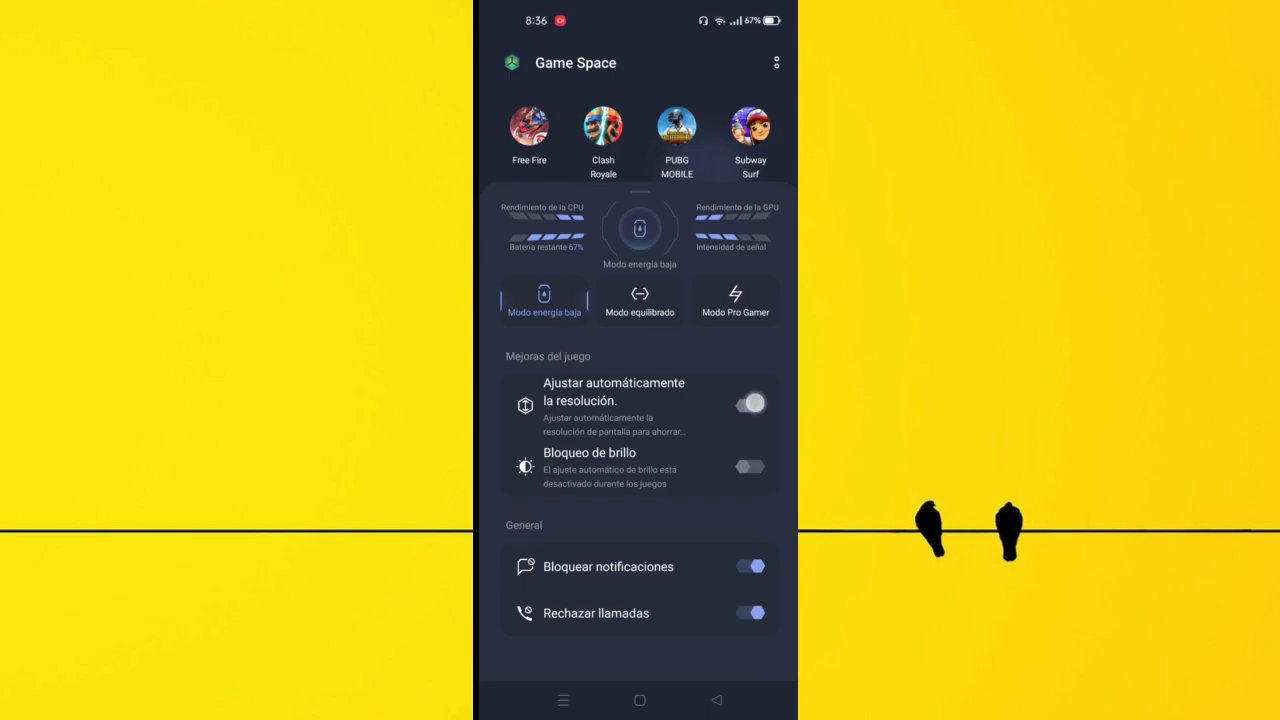 8:36
67%
Game Space
Free Fire
Clash
Royale
PUBG
MOBILE
Subway
Surf
Rendimiento de la CPU
Rendimiento de la GPU
Batería restante 67%
Intensidad de señal
Modo energía baja
Modo energía baja
Modo equilibrado
Modo Pro Gamer
Mejoras del juego
Ajustar automáticamente
la resolución.
Ajustar automáticamente la
resolución de pantalla para ahorrar...
Bloqueo de brillo
El ajuste automático de brillo está
desactivado durante los juegos
General
Bloquear notificaciones
Rechazar llamadas